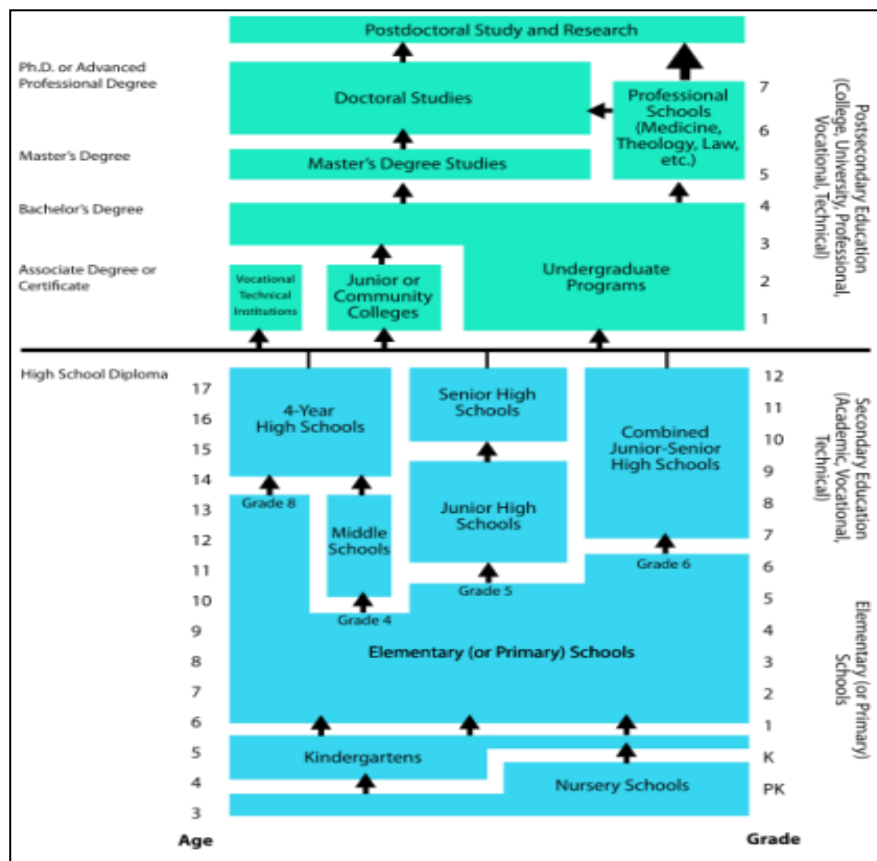 Postdoctoral Study and Research
Ph.D. or Advanced
Professional Degree
Doctoral Studies
Professional
Schools
(Medicine,
Theology, Law,
etc.)
7
6
Master's Degree
Master's Degree Studies
5
Bachelor's Degree
4
3
Associate Degree or
Certificate
Vocational
Technical
Institutions
Junior or
Community
Colleges
Undergraduate
Programs
2
1
Postsecondary Education
(College, University, Professional,
Vocational, Technical)
High School Diploma
17
16
15
14
13
12
11
10
9
8
7
6
5
4
3
Age
4-Year
High Schools
Senior High
Schools
Combined
Junior-Senior
High Schools
Grade 8
Middle
Schools
Junior High
Schools
Grade 6
Grade 5
Grade 4
Elementary (or Primary) Schools
Kindergartens
Nursery Schools
12
11
10
9
8
7
6
5
4
3
2
1
K
PK
Grade
Secondary Education
(Academic, Vocational,
Technical)
Elementary (or Primary)
Schools